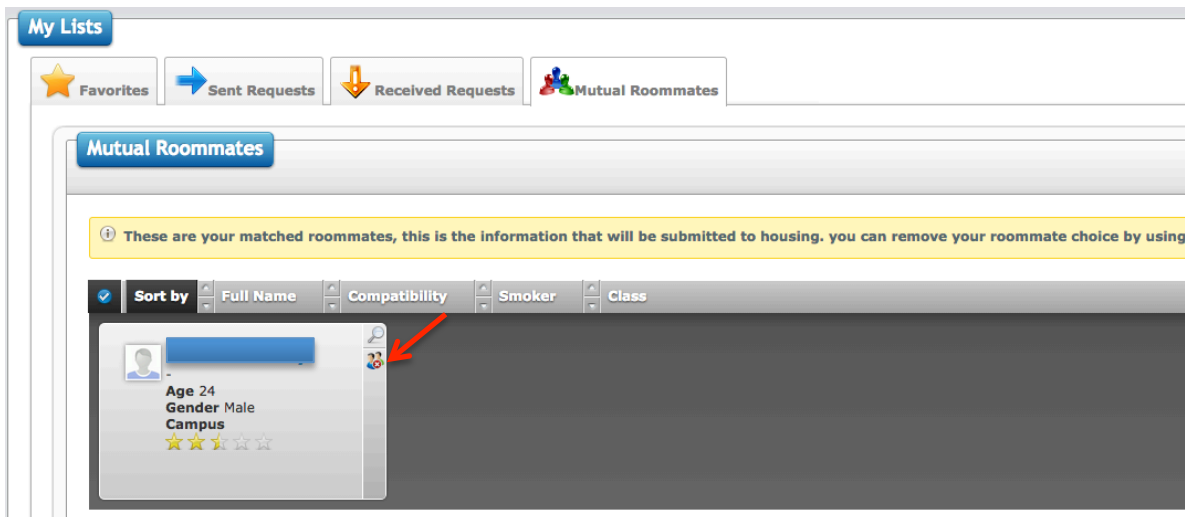 My Lists
Favorites Sent Requests Received Requests Mutual Roommates
Mutual Roommates
These are your matched roommates, this is the information that will be submitted to housing. you can remove your roommate choice by using
Sort by Full Name Compatibility Smoker Class
-
Age 24
Gender Male
Campus